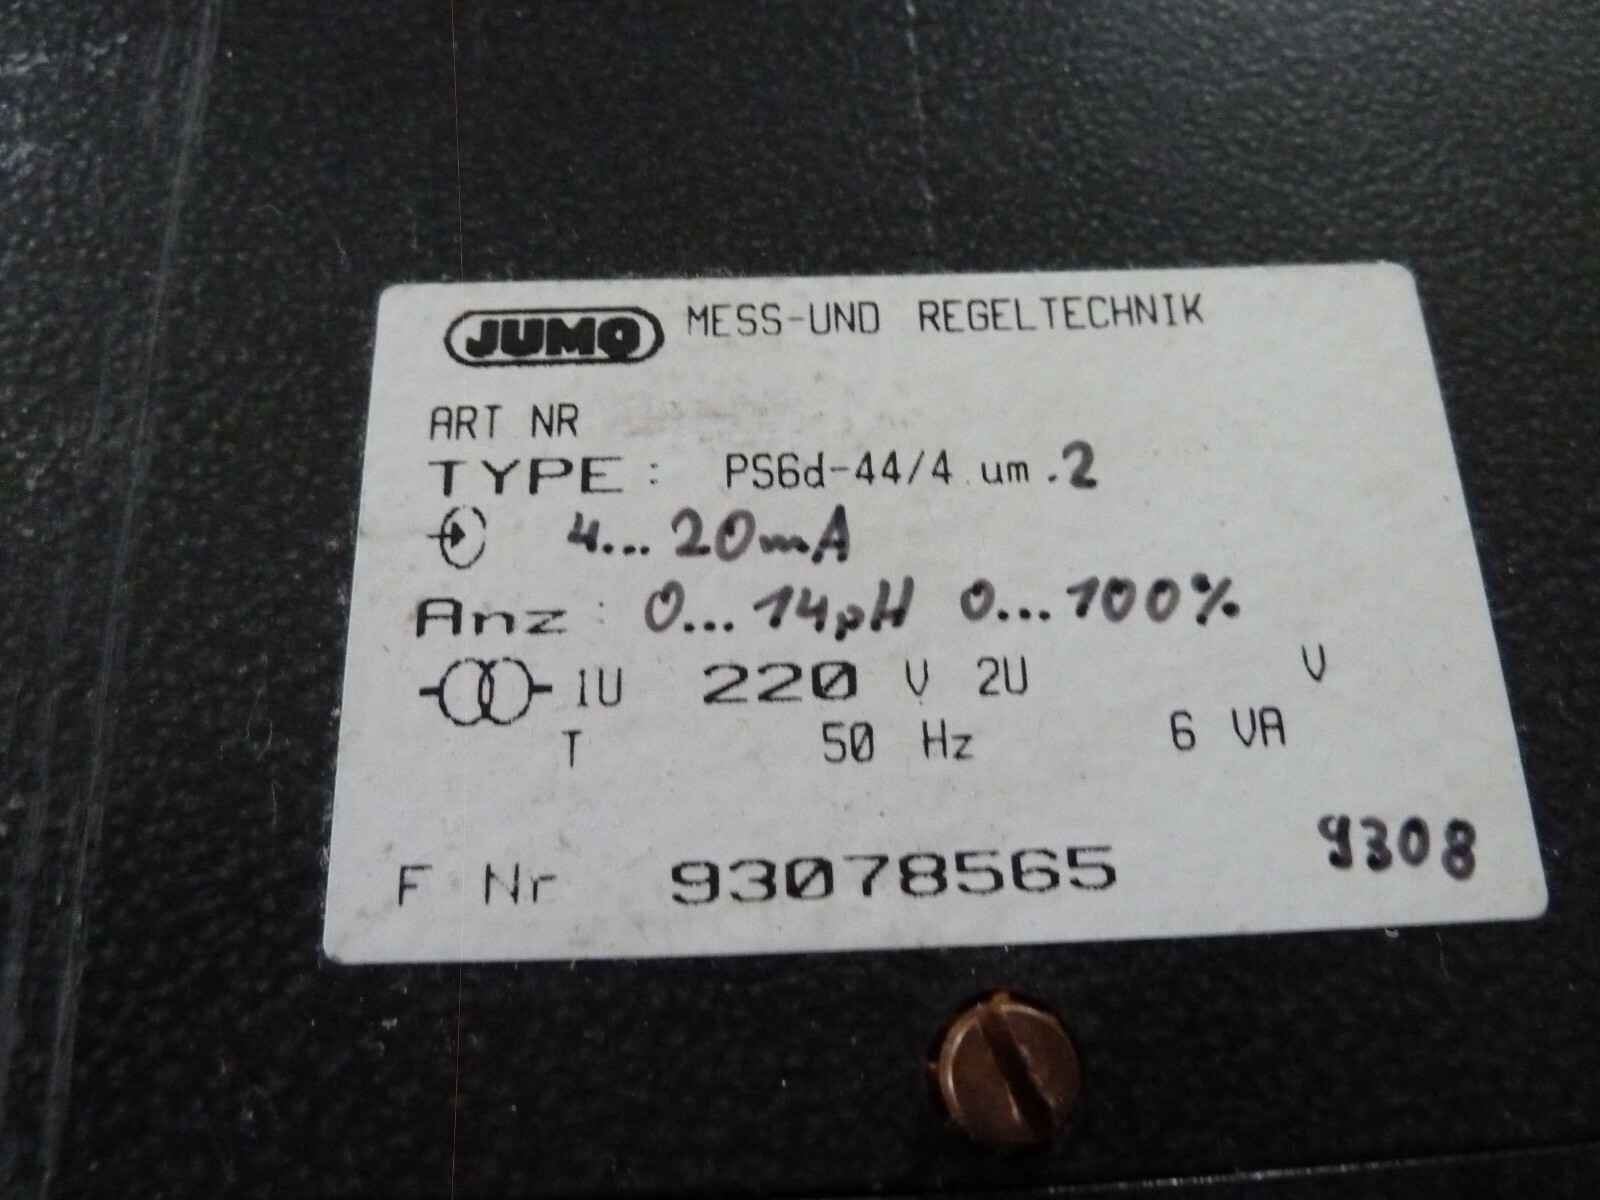 JUMO MESS-UND REGELTECHNIK
ART NR
TYPE: PS6d-44/4 um .2
4...20mA
Anz: 0...14pH 0...100%
1U 220 V 2U V
T 50 Hz 6 VA
9308
F Nr 93078565